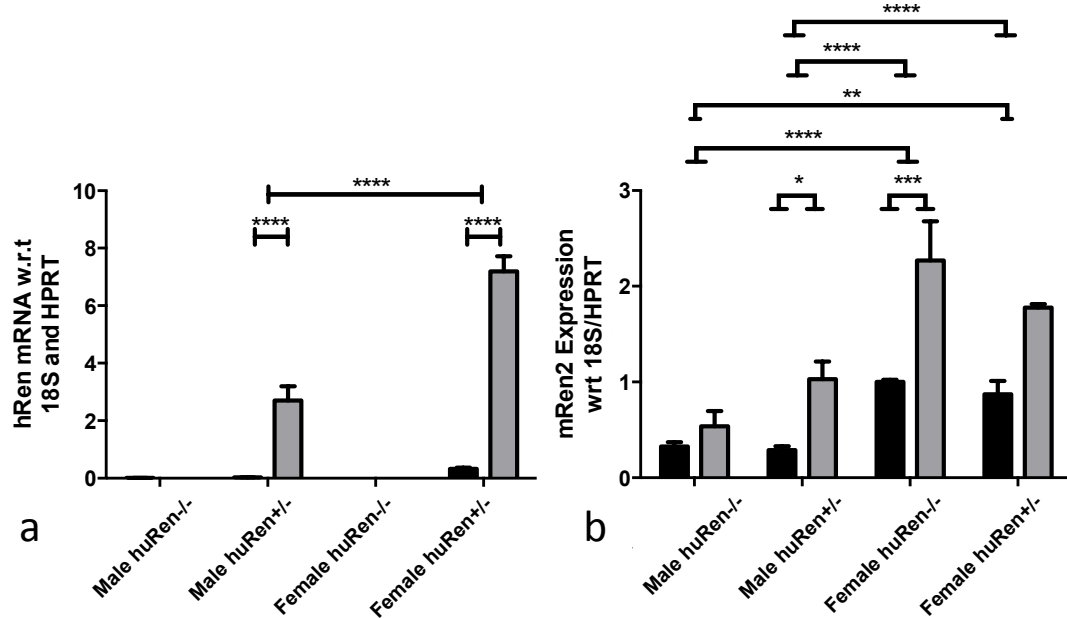 ****
****
**
****
* ***
****
**** ****
10
8
6
4
2
0
hRen mRNA w.r.t
18S and HPRT
Male huRen-/-
Male huRen+/-
Female huRen-/-
Female huRen+/-
a
3
2
1
0
mRen2 Expression
wrt 18S/HPRT
Male huRen-/-
Male huRen+/-
Female huRen-/-
Female huRen+/-
b